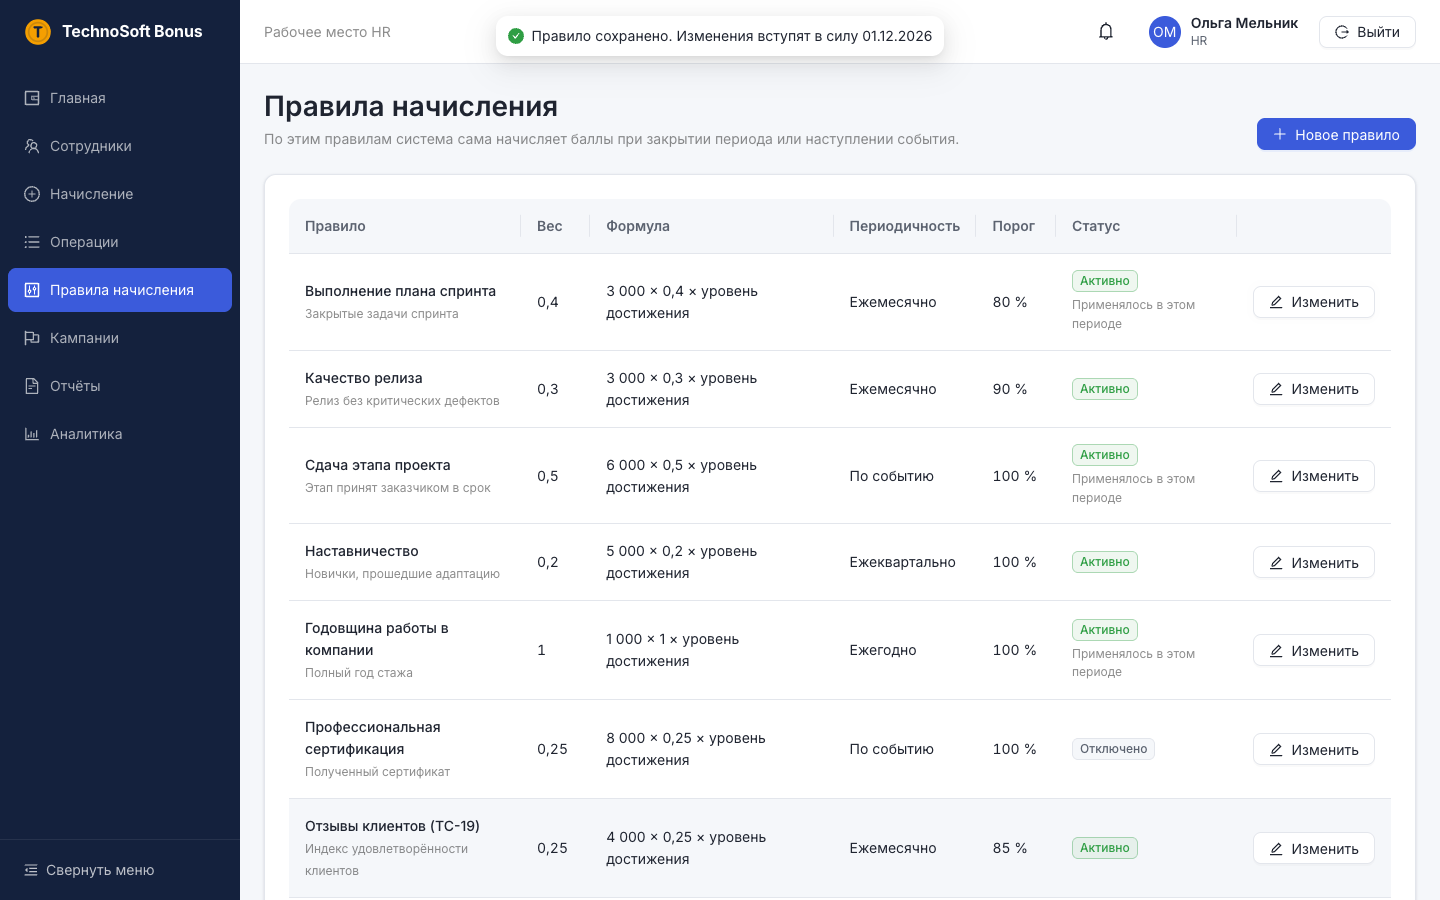 TechnoSoft Bonus
Рабочее место HR
Правило сохранено. Изменения вступят в силу 01.12.2026
ОМ
Ольга Мельник
HR
Выйти
Главная
Сотрудники
Начисление
Операции
Правила начисления
Кампании
Отчёты
Аналитика
Свернуть меню
Правила начисления
По этим правилам система сама начисляет баллы при закрытии периода или наступлении события.
Новое правило
Правило Вес Формула Периодичность Порог Статус
Выполнение плана спринта
Закрытые задачи спринта
0,4
3 000 × 0,4 × уровень
достижения
Ежемесячно
80 %
Активно
Применялось в этом
периоде
Изменить
Качество релиза
Релиз без критических дефектов
0,3
3 000 × 0,3 × уровень
достижения
Ежемесячно
90 %
Активно
Изменить
Сдача этапа проекта
Этап принят заказчиком в срок
0,5
6 000 × 0,5 × уровень
достижения
По событию
100 %
Активно
Применялось в этом
периоде
Изменить
Наставничество
Новички, прошедшие адаптацию
0,2
5 000 × 0,2 × уровень
достижения
Ежеквартально
100 %
Активно
Изменить
Годовщина работы в
компании
Полный год стажа
1
1 000 × 1 × уровень
достижения
Ежегодно
100 %
Активно
Применялось в этом
периоде
Изменить
Профессиональная
сертификация
Полученный сертификат
0,25
8 000 × 0,25 × уровень
достижения
По событию
100 %
Отключено
Изменить
Отзывы клиентов (ТС-19)
Индекс удовлетворённости
клиентов
0,25
4 000 × 0,25 × уровень
достижения
Ежемесячно
85 %
Активно
Изменить